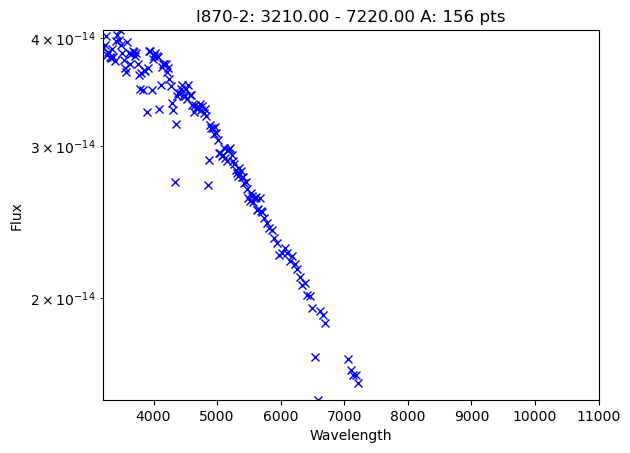 I870-2: 3210.00 - 7220.00 A: 156 pts
4 × 10⁻¹⁴
3 × 10⁻¹⁴
2 × 10⁻¹⁴
Flux
4000 5000 6000 7000 8000 9000 10000 11000
Wavelength